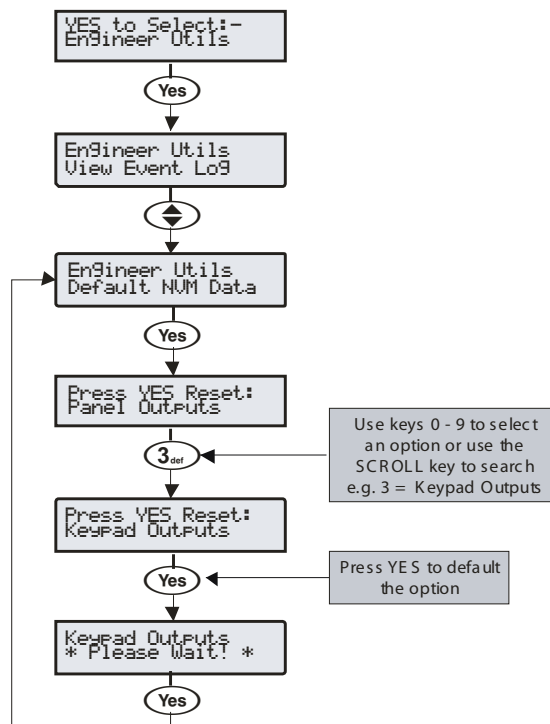 YES to Select:-
Engineer Utils
Yes
Engineer Utils
View Event Log
Engineer Utils
Default NVM Data
Yes
Press YES Reset:
Panel Outputs
3def
Use keys 0 - 9 to select
an option or use the
SCROLL key to search
e.g. 3 = Keypad Outputs
Press YES Reset:
Keypad Outputs
Yes
Press YES to default
the option
Keypad Outputs
* Please Wait! *
Yes